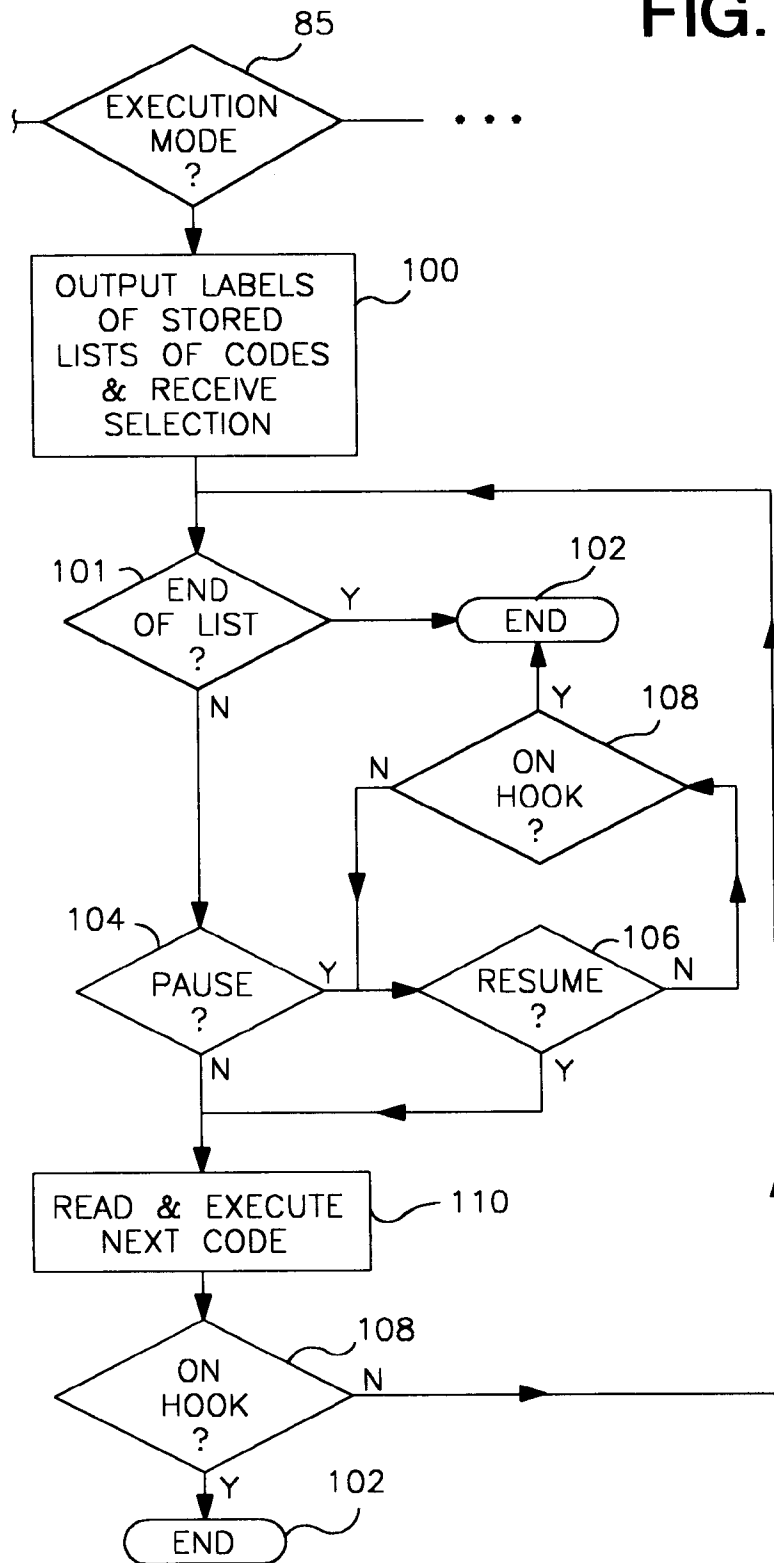 FIG.
85
EXECUTION
MODE
?
...
100
OUTPUT LABELS
OF STORED
LISTS OF CODES
& RECEIVE
SELECTION
101
END
OF LIST
?
Y
N
102
END
Y
108
ON
HOOK
?
N
104
PAUSE
?
Y
N
106
RESUME
?
N
Y
READ & EXECUTE
NEXT CODE
110
108
ON
HOOK
?
N
Y
102
END